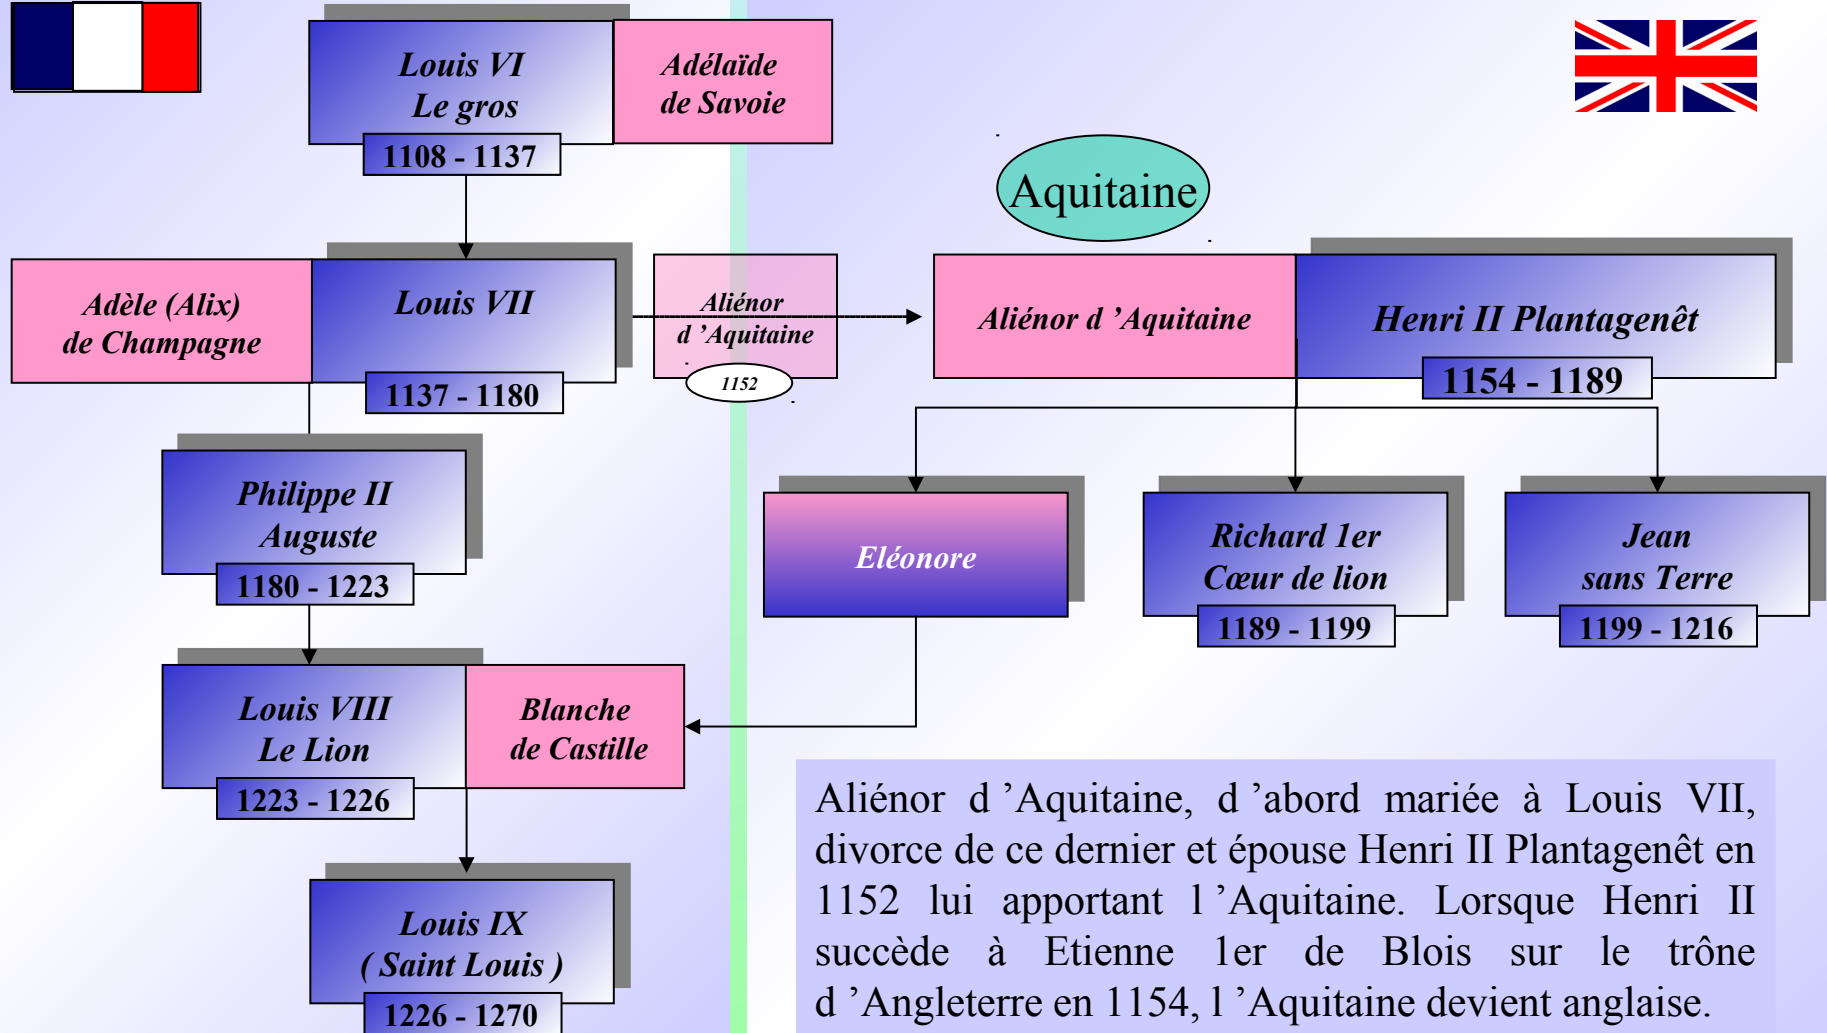 Louis VI
Le gros
Adélaïde
de Savoie
1108 - 1137
Aquitaine
Adèle (Alix)
de Champagne
Louis VII
1137 - 1180
Aliénor
d ’Aquitaine
1152
Aliénor d ’Aquitaine
Henri II Plantagenêt
1154 - 1189
Philippe II
Auguste
1180 - 1223
Eléonore
Richard 1er
Cœur de lion
1189 - 1199
Jean
sans Terre
1199 - 1216
Louis VIII
Le Lion
1223 - 1226
Blanche
de Castille
Louis IX
( Saint Louis )
1226 - 1270
Aliénor d ’Aquitaine, d ’abord mariée à Louis VII,
divorce de ce dernier et épouse Henri II Plantagenêt en
1152 lui apportant l ’Aquitaine. Lorsque Henri II
succède à Etienne 1er de Blois sur le trône
d ’Angleterre en 1154, l ’Aquitaine devient anglaise.